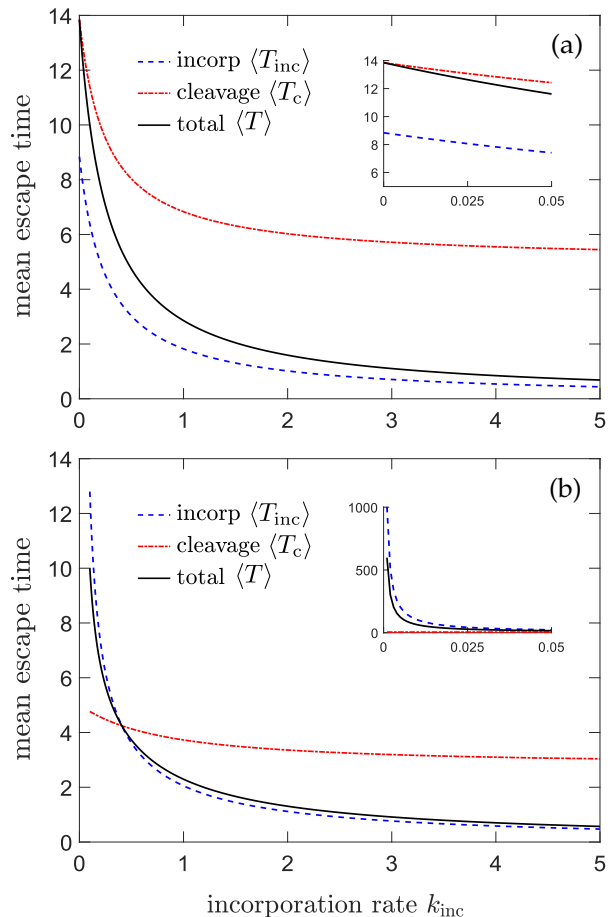 (a)
14
12
10
8
6
4
2
0
mean escape time
incorp ⟨T_inc⟩
cleavage ⟨T_c⟩
total ⟨T⟩
14
12
10
8
6
0 0.025 0.05
0 1 2 3 4 5
(b)
14
12
10
8
6
4
2
0
mean escape time
incorp ⟨T_inc⟩
cleavage ⟨T_c⟩
total ⟨T⟩
1000
500
0
0 0.025 0.05
0 1 2 3 4 5
incorporation rate k_inc